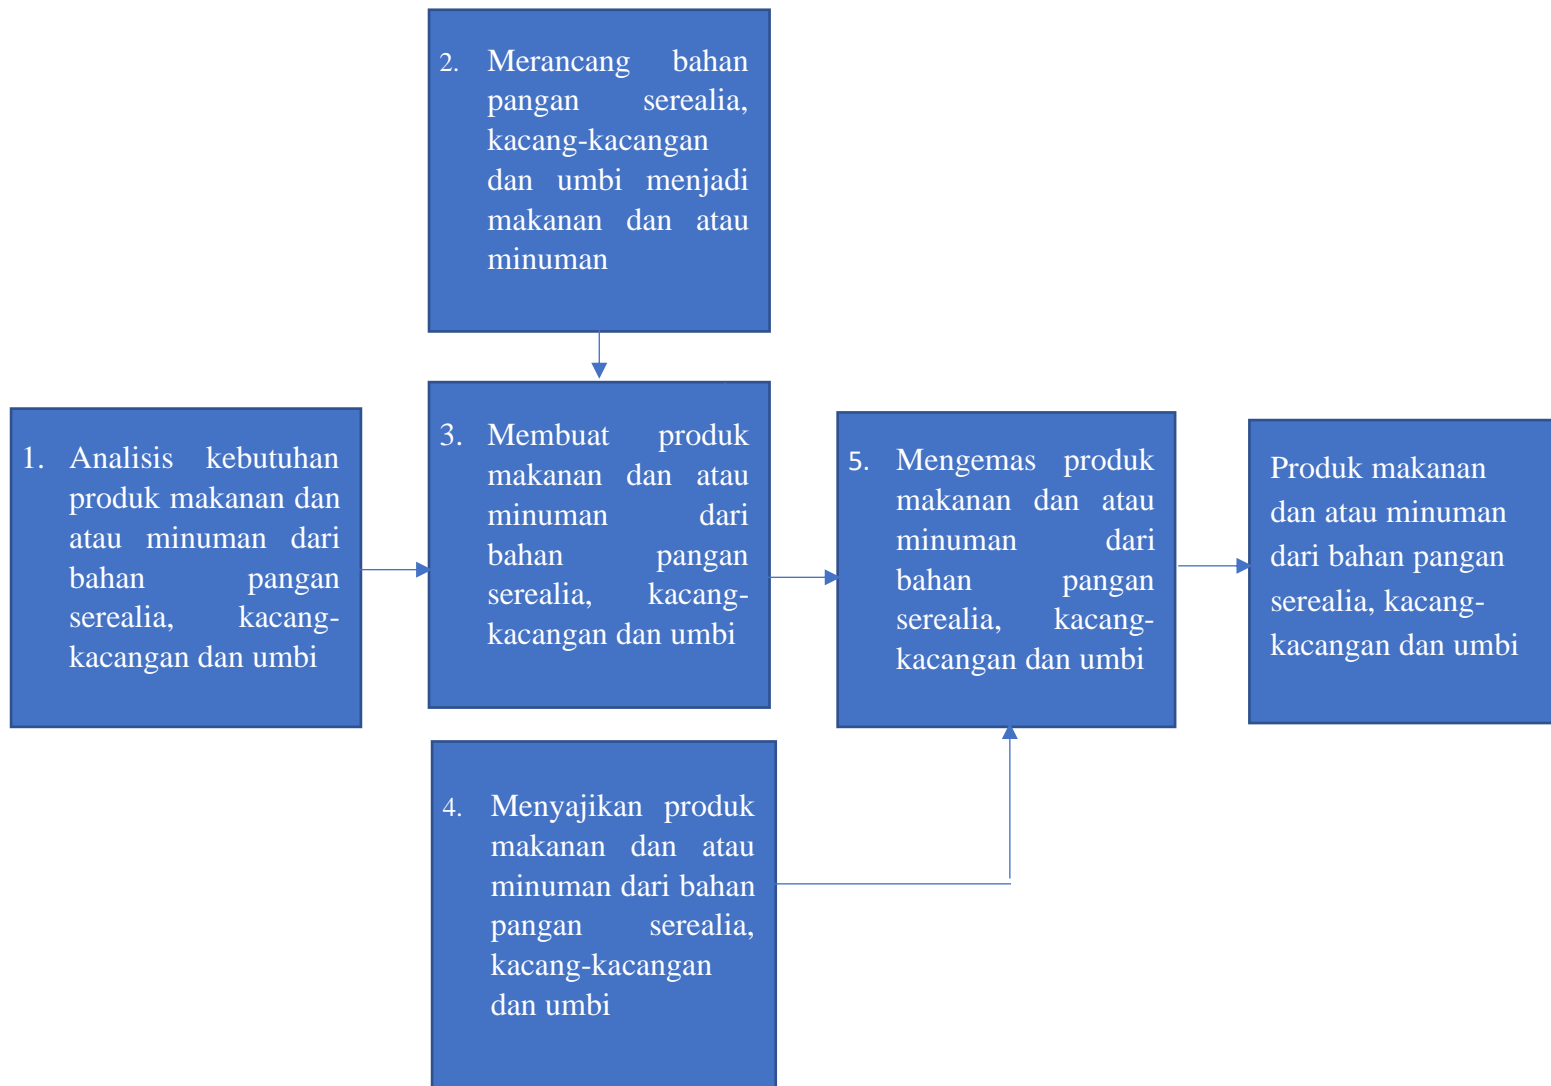 2. Merancang bahan
pangan serealia,
kacang-kacangan
dan umbi menjadi
makanan dan atau
minuman
1. Analisis kebutuhan
produk makanan dan
atau minuman dari
bahan pangan
serealia, kacang-
kacangan dan umbi
3. Membuat produk
makanan dan atau
minuman dari
bahan pangan
serealia, kacang-
kacangan dan umbi
5. Mengemas produk
makanan dan atau
minuman dari
bahan pangan
serealia, kacang-
kacangan dan umbi
Produk makanan
dan atau minuman
dari bahan pangan
serealia, kacang-
kacangan dan umbi
4. Menyajikan produk
makanan dan atau
minuman dari bahan
pangan serealia,
kacang-kacangan
dan umbi